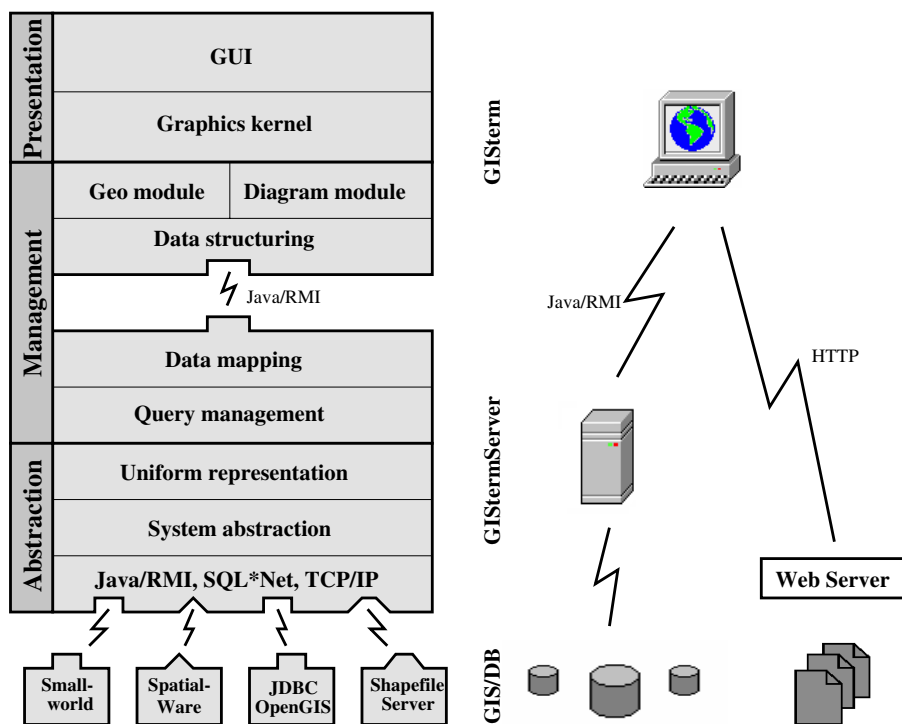 Presentation
GUI
Graphics kernel
Management
Geo module
Diagram module
Data structuring
Java/RMI
Data mapping
Query management
Abstraction
Uniform representation
System abstraction
Java/RMI, SQL*Net, TCP/IP
Small-
world
Spatial-
Ware
JDBC
OpenGIS
Shapefile
Server
GISterm
Java/RMI
HTTP
GIStermServer
Web Server
GIS/DB